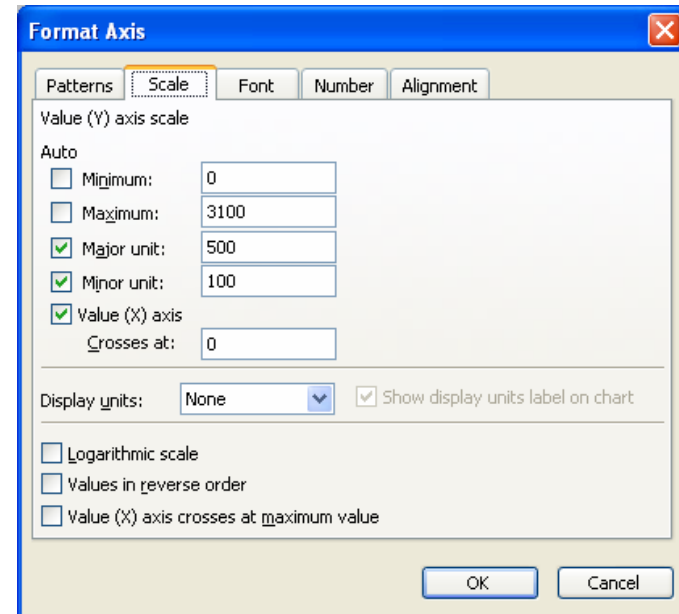 Format Axis
Patterns Scale Font Number Alignment
Value (Y) axis scale
Auto
Minimum: 0
Maximum: 3100
Major unit: 500
Minor unit: 100
Value (X) axis
Crosses at: 0
Display units: None Show display units label on chart
Logarithmic scale
Values in reverse order
Value (X) axis crosses at maximum value
OK Cancel